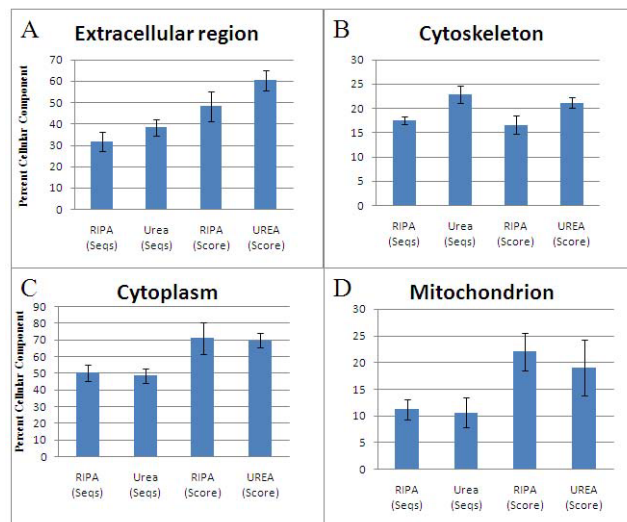 A
Extracellular region
Percent Cellular Component
70
60
50
40
30
20
10
0
RIPA Urea RIPA UREA
(Seqs) (Seqs) (Score) (Score)
B
Cytoskeleton
30
25
20
15
10
5
0
RIPA Urea RIPA UREA
(Seqs) (Seqs) (Score) (Score)
C
Cytoplasm
Percent Cellular Component
90
80
70
60
50
40
30
20
10
0
RIPA Urea RIPA UREA
(Seqs) (Seqs) (Score) (Score)
D
Mitochondrion
30
25
20
15
10
5
0
RIPA Urea RIPA UREA
(Seqs) (Seqs) (Score) (Score)